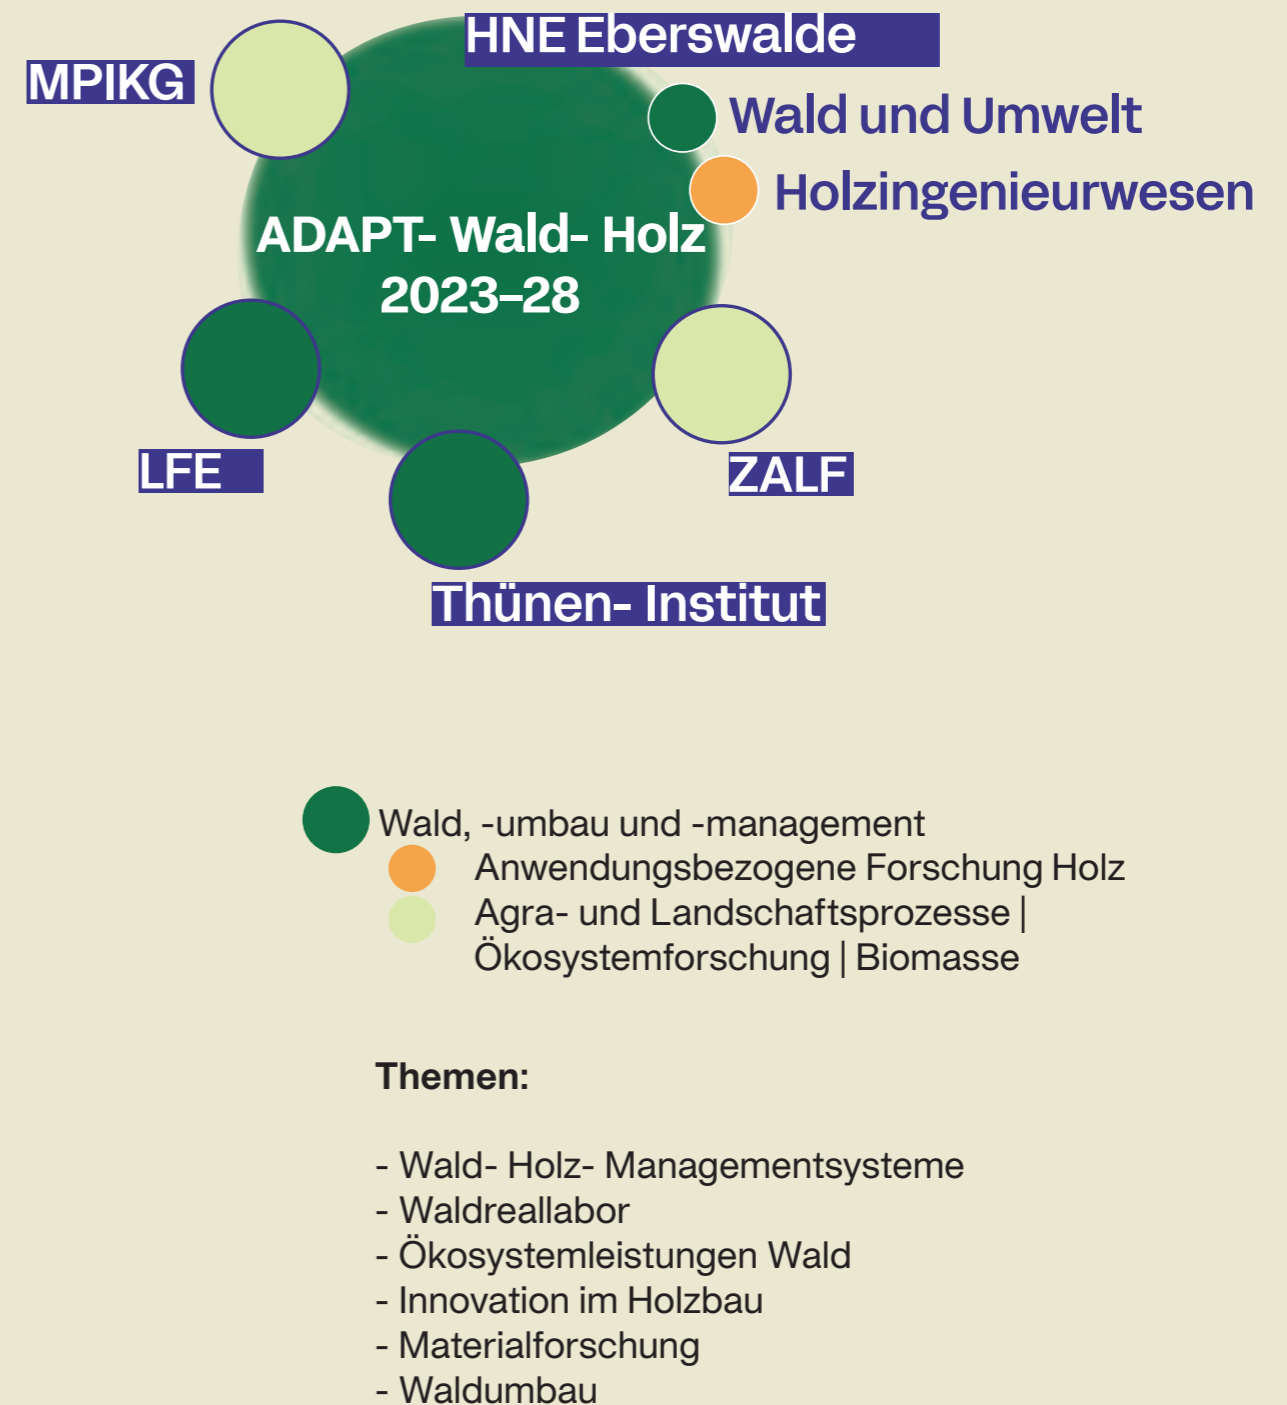 HNE Eberswalde
MPIKG
Wald und Umwelt
Holzingenieurwesen
ADAPT- Wald- Holz
2023–28
LFE
ZALF
Thünen- Institut
Wald, -umbau und -management
Anwendungsbezogene Forschung Holz
Agra- und Landschaftsprozesse |
Ökosystemforschung | Biomasse
Themen:
- Wald- Holz- Managementsysteme
- Waldreallabor
- Ökosystemleistungen Wald
- Innovation im Holzbau
- Materialforschung
- Waldumbau